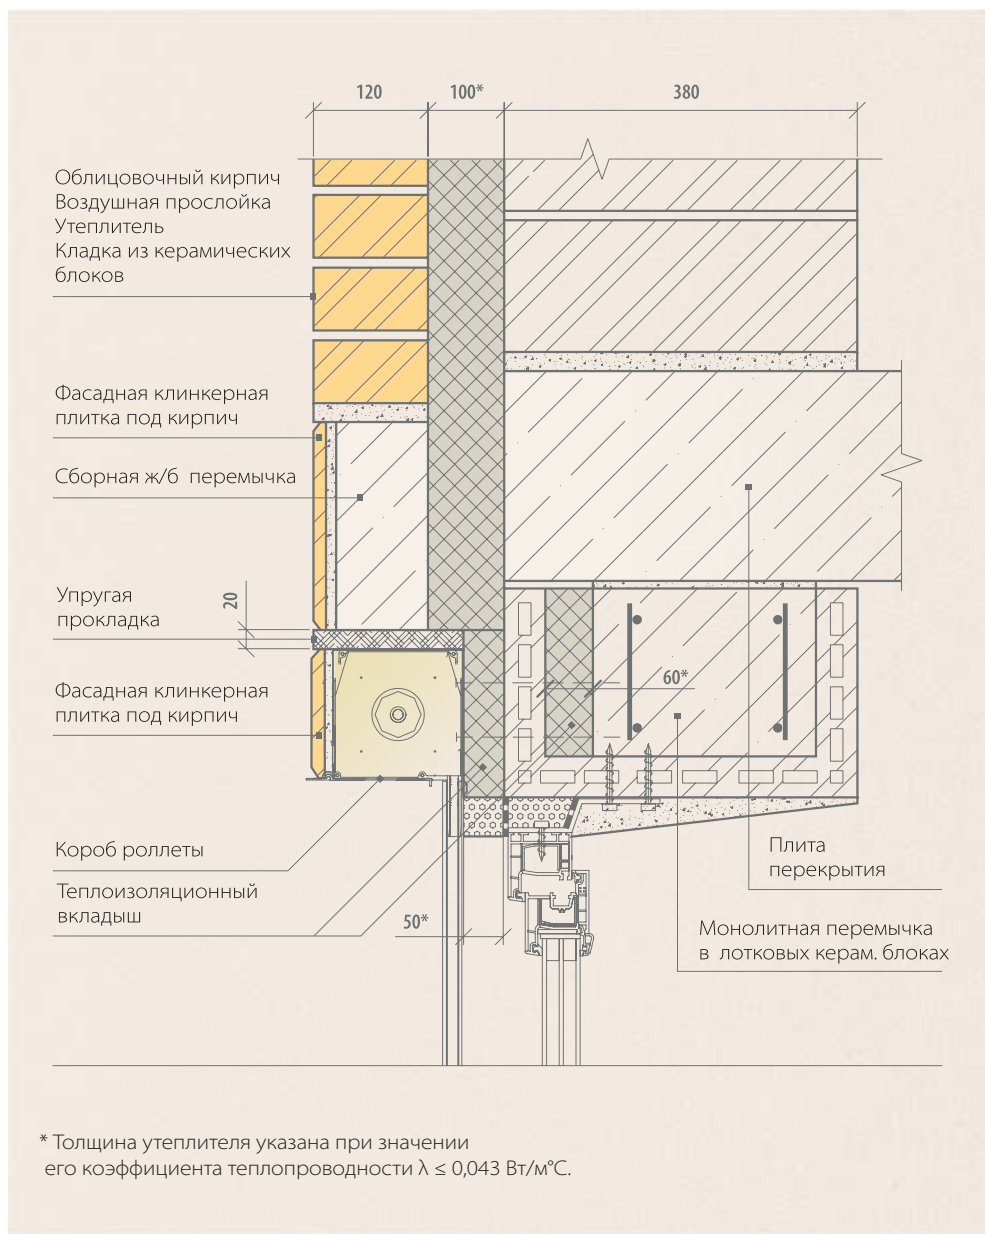 120
100*
380
Облицовочный кирпич
Воздушная прослойка
Утеплитель
Кладка из керамических
блоков
Фасадная клинкерная
плитка под кирпич
Сборная ж/б перемычка
Упругая
прокладка
20
60*
Фасадная клинкерная
плитка под кирпич
Короб роллеты
Теплоизоляционный
вкладыш
50*
Плита
перекрытия
Монолитная перемычка
в лотковых керам. блоках
* Толщина утеплителя указана при значении
его коэффициента теплопроводности λ ≤ 0,043 Вт/м°С.